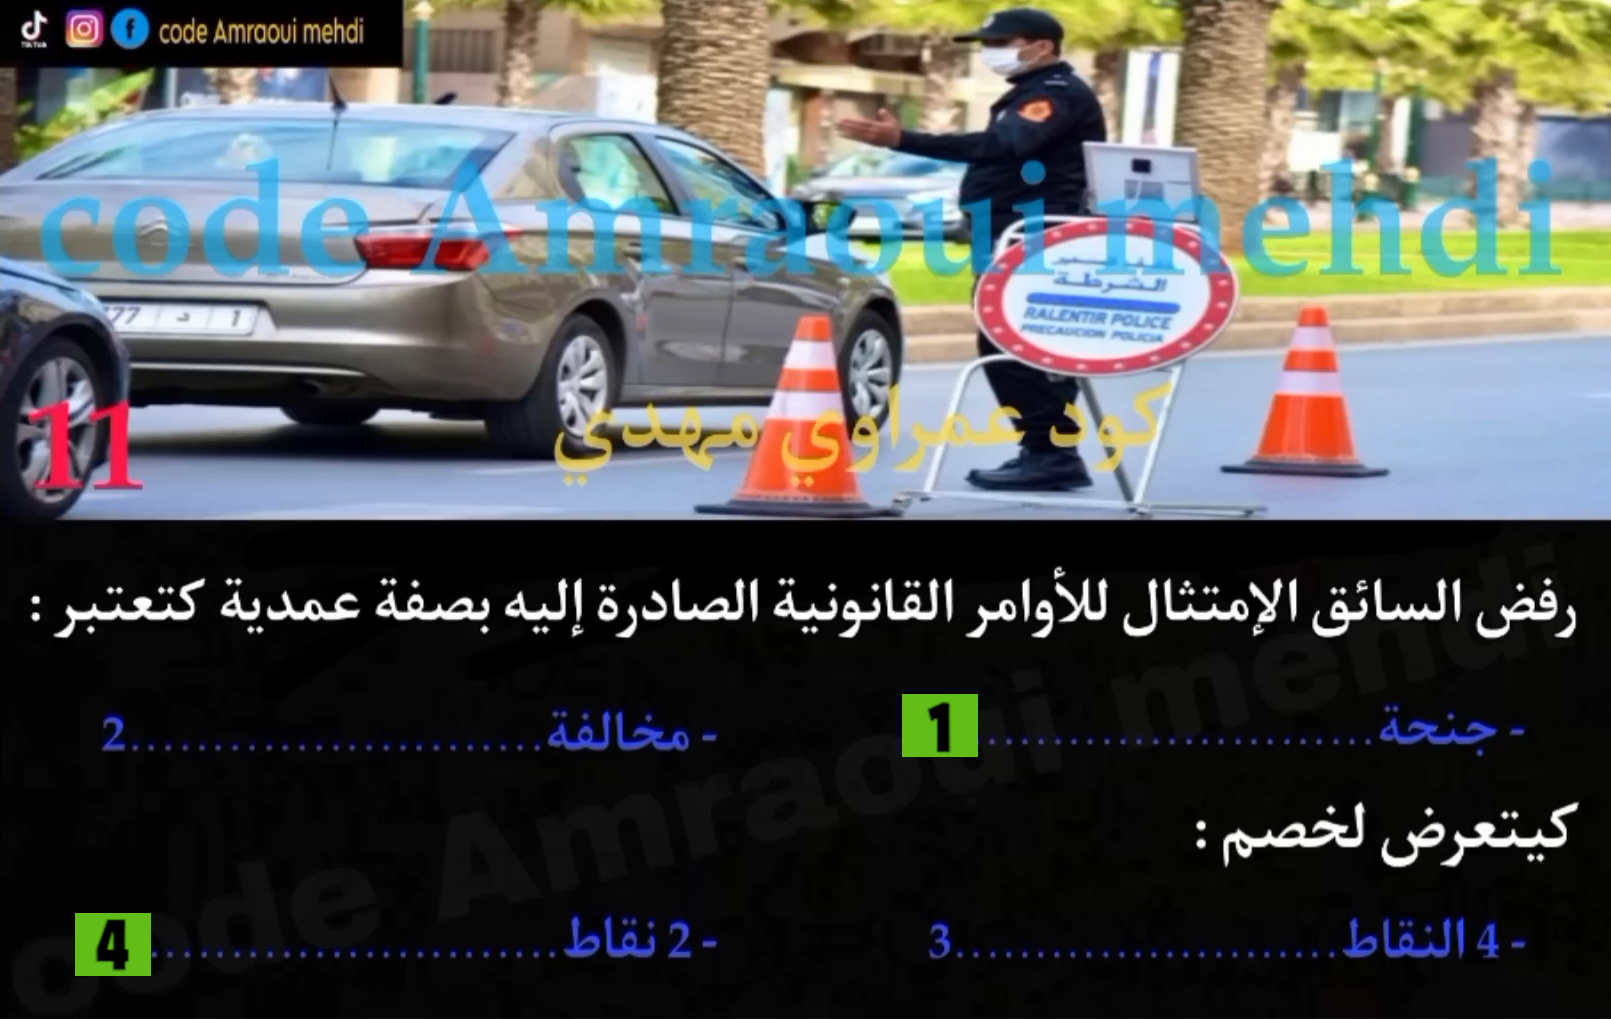 code Amraoui mehdi
code Amraoui mehdi
الشرطة
RALENTIR POLICE
PRECAUCION POLICIA
77 د 1
كود عمراوي مهدي
11
رفض السائق الإمتثال للأوامر القانونية الصادرة إليه بصفة عمدية كتعتبر :
- جنحة..........................1 - مخالفة..........................2
كيتعرض لخصم :
- 4 النقاط..........................3 - 2 نقاط..........................4
code Amraoui mehdi